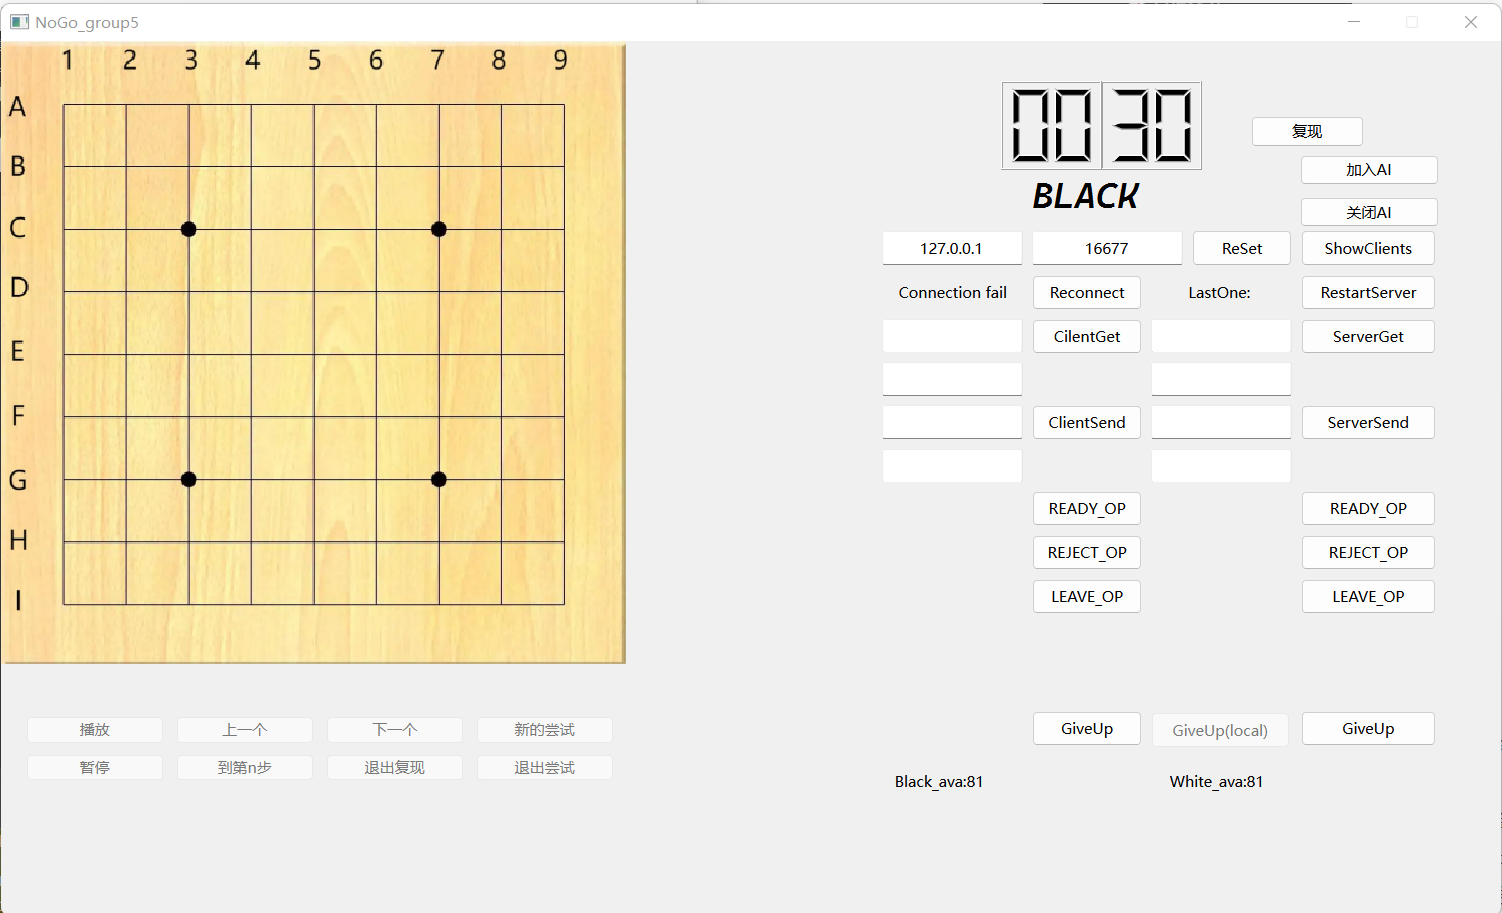 NoGo_group5
1 2 3 4 5 6 7 8 9
A
B
C
D
E
F
G
H
I
00 30
BLACK
复现
加入AI
关闭AI
127.0.0.1 16677 ReSet ShowClients
Connection fail Reconnect LastOne: RestartServer
CilentGet ServerGet
ClientSend ServerSend
READY_OP READY_OP
REJECT_OP REJECT_OP
LEAVE_OP LEAVE_OP
GiveUp GiveUp(local) GiveUp
Black_ava:81 White_ava:81
播放 上一个 下一个 新的尝试
暂停 到第n步 退出复现 退出尝试